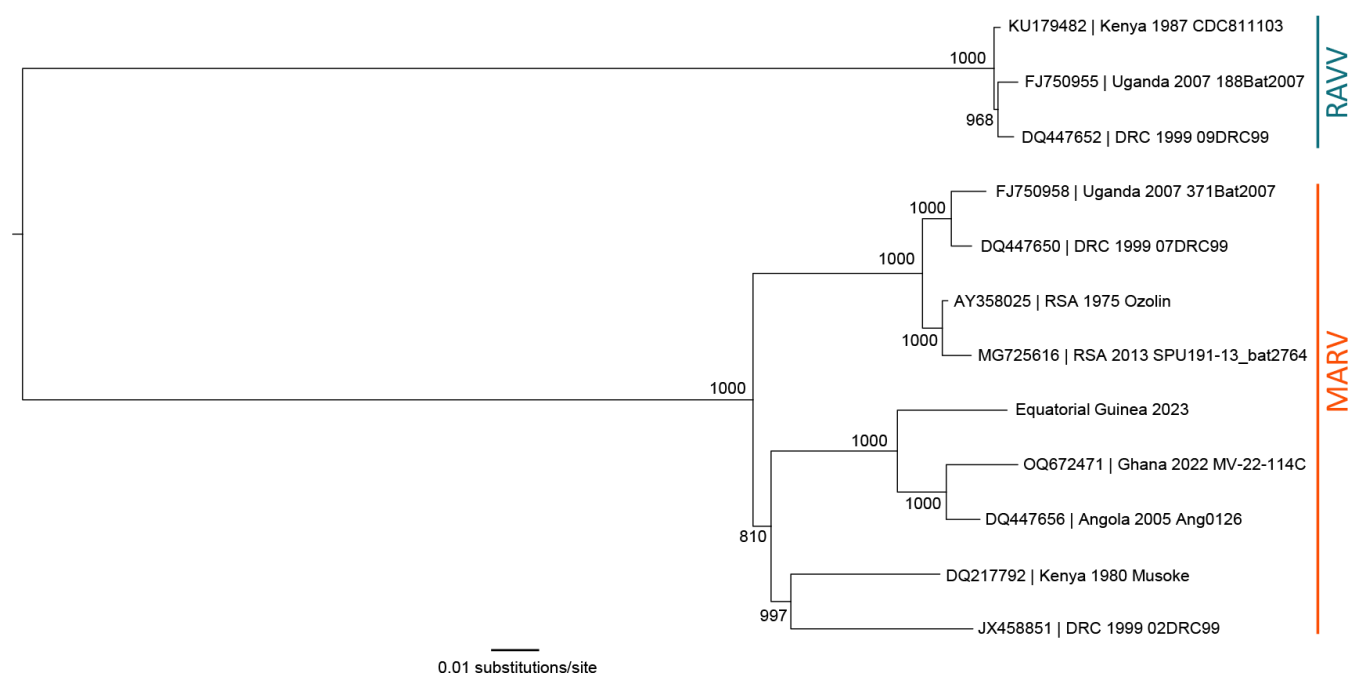 KU179482 | Kenya 1987 CDC811103
1000
FJ750955 | Uganda 2007 188Bat2007
968
DQ447652 | DRC 1999 09DRC99
RAVV
FJ750958 | Uganda 2007 371Bat2007
1000
DQ447650 | DRC 1999 07DRC99
1000
AY358025 | RSA 1975 Ozolin
1000
MG725616 | RSA 2013 SPU191-13_bat2764
1000
Equatorial Guinea 2023
1000
OQ672471 | Ghana 2022 MV-22-114C
1000
DQ447656 | Angola 2005 Ang0126
810
DQ217792 | Kenya 1980 Musoke
997
JX458851 | DRC 1999 02DRC99
MARV
0.01 substitutions/site